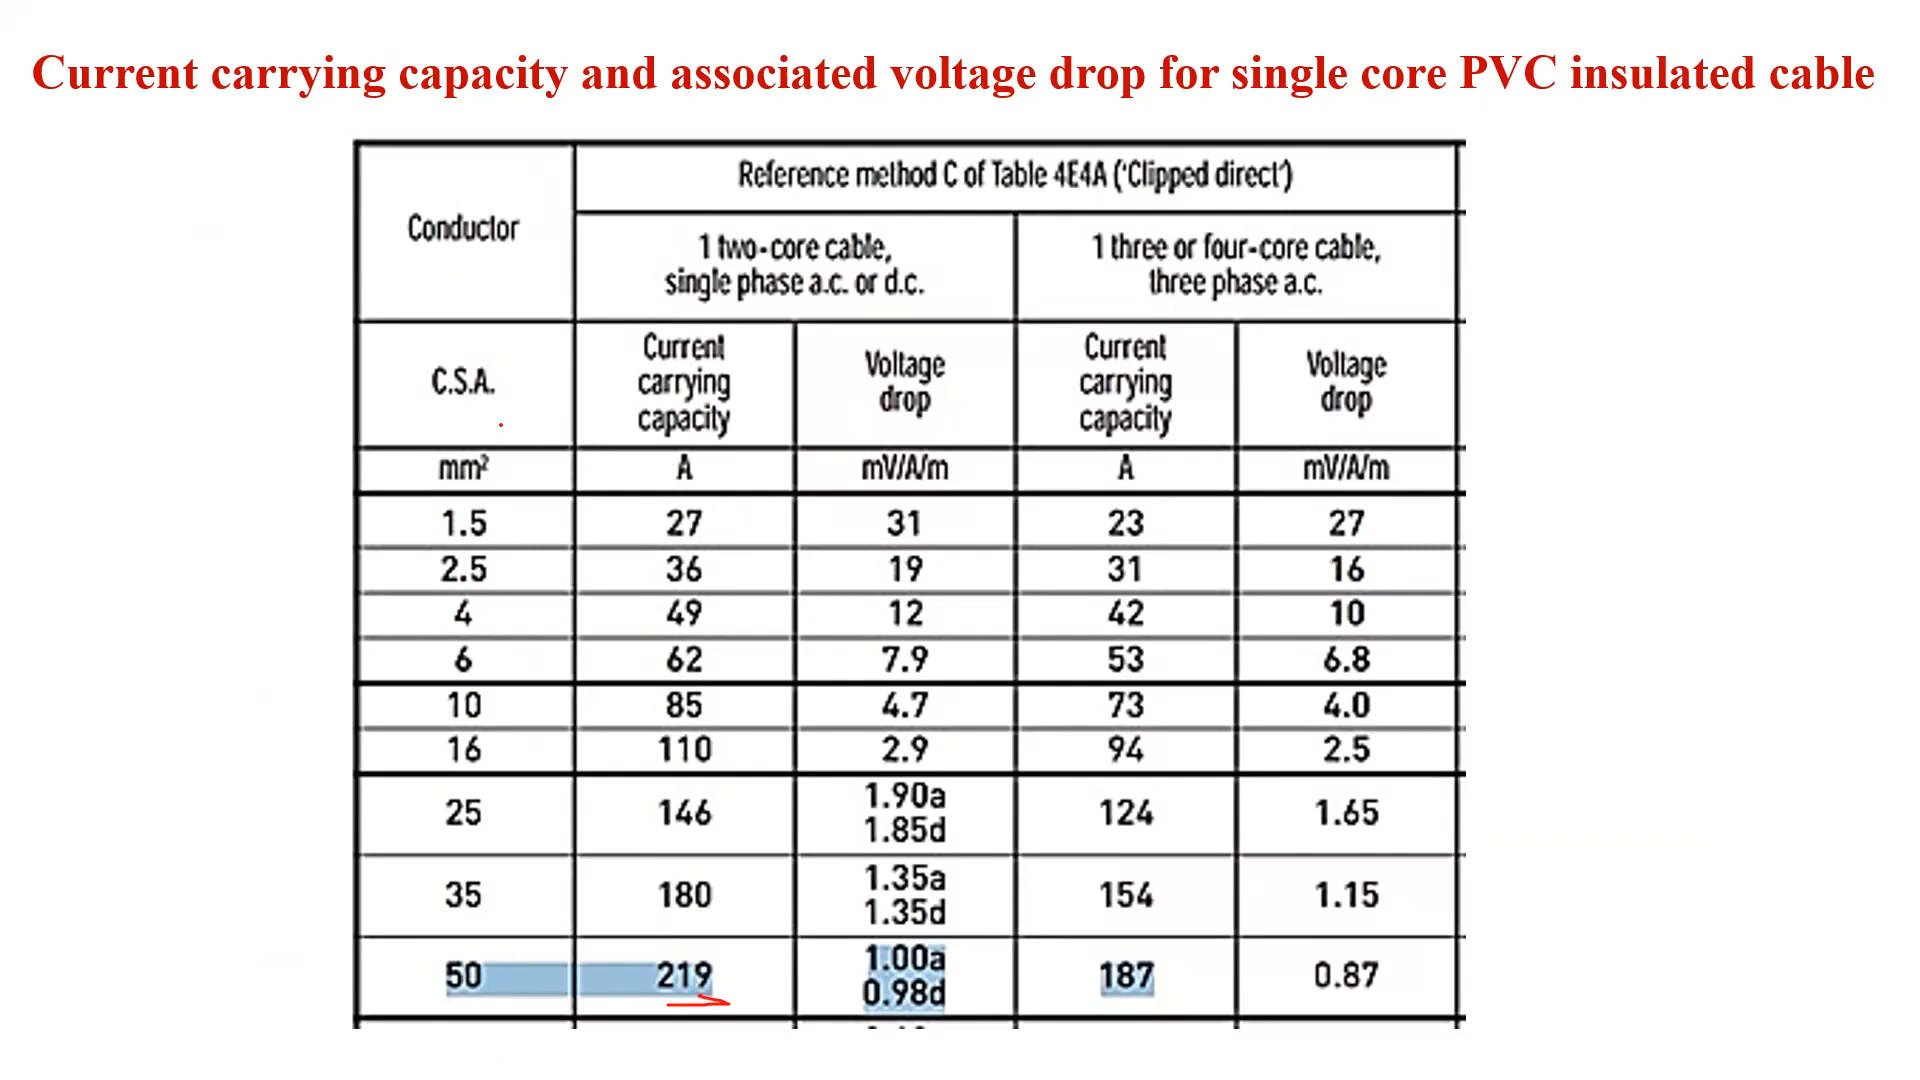 Current carrying capacity and associated voltage drop for single core PVC insulated cable
Reference method C of Table 4E4A ('Clipped direct')
Conductor
1 two-core cable,
single phase a.c. or d.c.
1 three or four-core cable,
three phase a.c.
C.S.A.
Current
carrying
capacity
Voltage
drop
Current
carrying
capacity
Voltage
drop
mm² A mV/A/m A mV/A/m
1.5 27 31 23 27
2.5 36 19 31 16
4 49 12 42 10
6 62 7.9 53 6.8
10 85 4.7 73 4.0
16 110 2.9 94 2.5
25 146 1.90a 124 1.65
1.85d
35 180 1.35a 154 1.15
1.35d
50 219 1.00a 187 0.87
0.98d